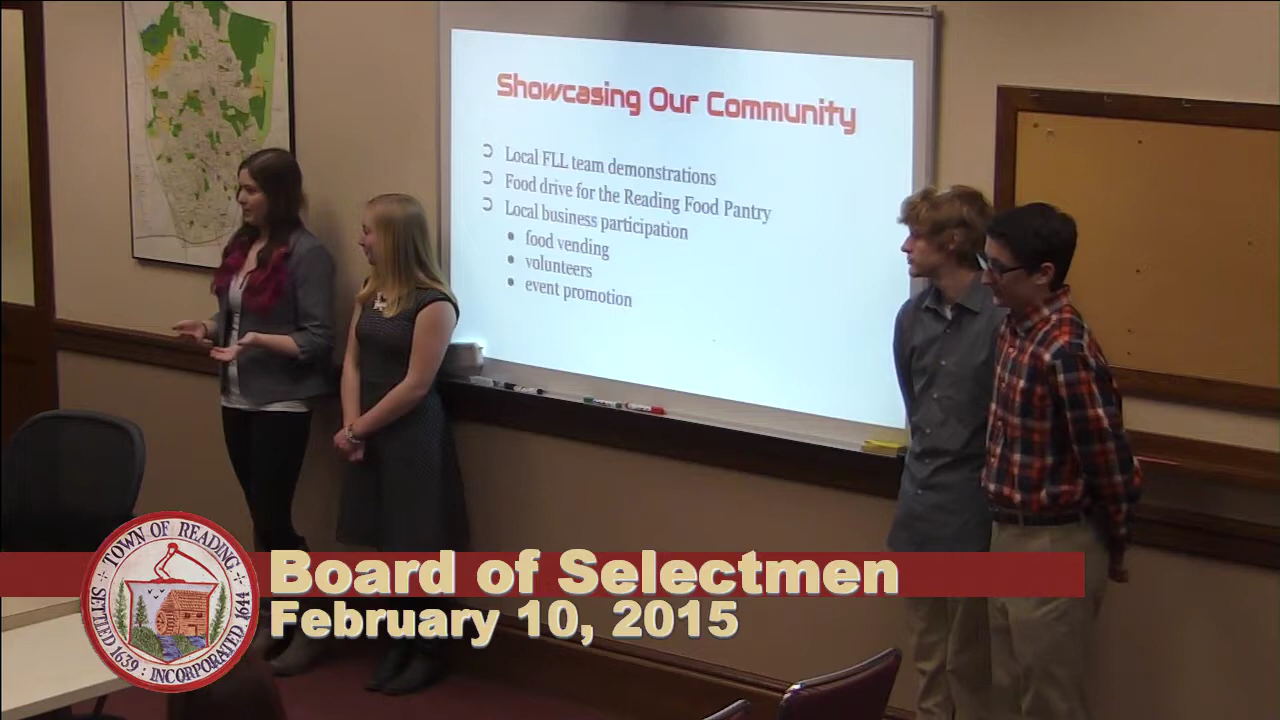 Showcasing Our Community
Local FLL team demonstrations
Food drive for the Reading Food Pantry
Local business participation
food vending
volunteers
event promotion
TOWN OF READING
SETTLED 1639 : INCORPORATED 1644
Board of Selectmen
February 10, 2015